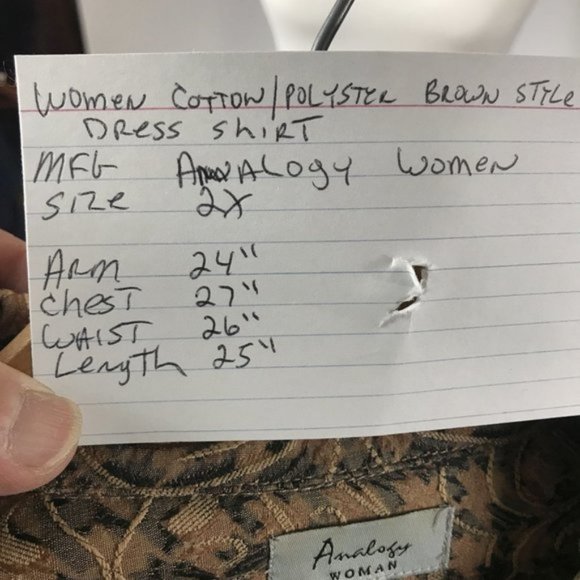 WOMEN COTTOW/POLYSTER BROWN STYLE
DRESS SHIRT
MFG ANALOGY WOMEN
SIZE 2X
ARM 24"
CHEST 27"
WAIST 26"
LENGTH 25"
Analogy
WOMAN